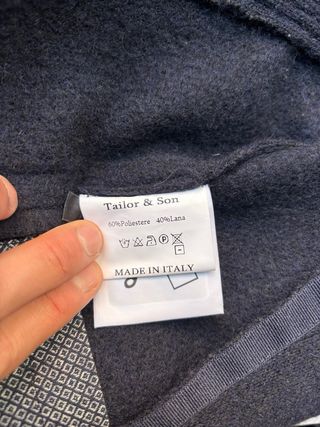 Tailor & Son
60%Poliestere 40%Lana
MADE IN ITALY